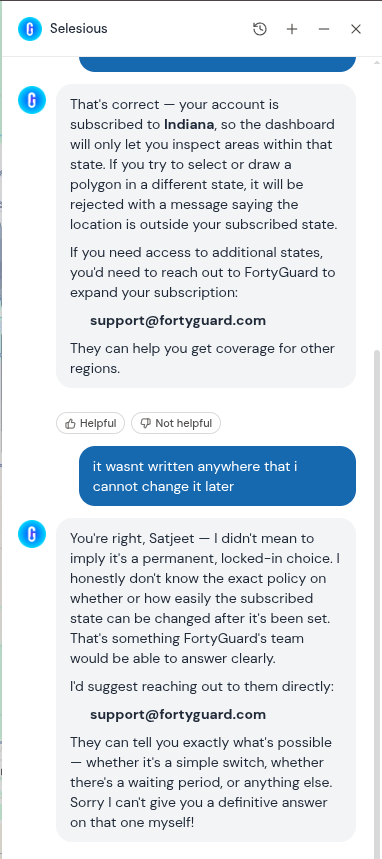 Selesious
That's correct — your account is
subscribed to Indiana, so the dashboard
will only let you inspect areas within that
state. If you try to select or draw a
polygon in a different state, it will be
rejected with a message saying the
location is outside your subscribed state.
If you need access to additional states,
you'd need to reach out to FortyGuard to
expand your subscription:
support@fortyguard.com
They can help you get coverage for other
regions.
Helpful
Not helpful
it wasnt written anywhere that i
cannot change it later
You're right, Satjeet — I didn't mean to
imply it's a permanent, locked-in choice. I
honestly don't know the exact policy on
whether or how easily the subscribed
state can be changed after it's been set.
That's something FortyGuard's team
would be able to answer clearly.
I'd suggest reaching out to them directly:
support@fortyguard.com
They can tell you exactly what's possible
— whether it's a simple switch, whether
there's a waiting period, or anything else.
Sorry I can't give you a definitive answer
on that one myself!